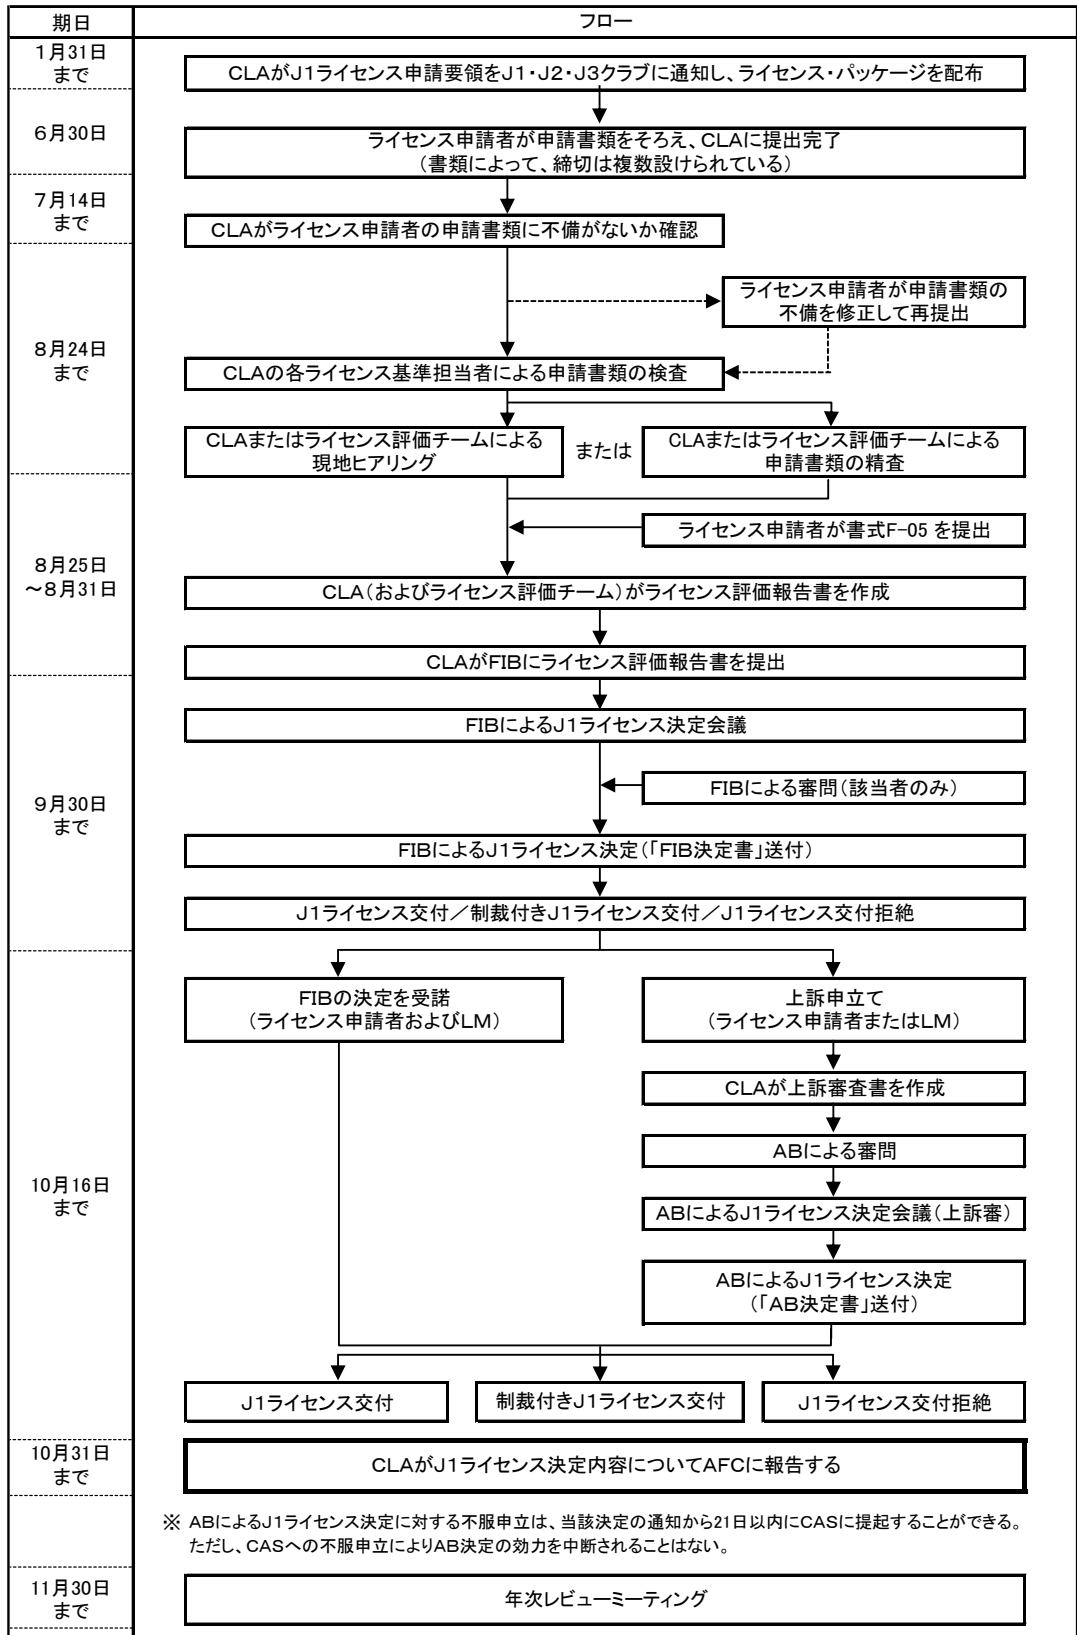 期日
フロー
1月31日
まで
CLAがJ1ライセンス申請要領をJ1・J2・J3クラブに通知し、ライセンス・パッケージを配布
6月30日
ライセンス申請者が申請書類をそろえ、CLAに提出完了
(書類によって、締切は複数設けられている)
7月14日
まで
CLAがライセンス申請者の申請書類に不備がないか確認
8月24日
まで
ライセンス申請者が申請書類の
不備を修正して再提出
CLAの各ライセンス基準担当者による申請書類の検査
CLAまたはライセンス評価チームによる
現地ヒアリング
または
CLAまたはライセンス評価チームによる
申請書類の精査
8月25日
~8月31日
ライセンス申請者が書式F-05 を提出
CLA(およびライセンス評価チーム)がライセンス評価報告書を作成
CLAがFIBにライセンス評価報告書を提出
9月30日
まで
FIBによるJ1ライセンス決定会議
FIBによる審問(該当者のみ)
FIBによるJ1ライセンス決定(「FIB決定書」送付)
J1ライセンス交付/制裁付きJ1ライセンス交付/J1ライセンス交付拒絶
10月16日
まで
FIBの決定を受諾
(ライセンス申請者およびLM)
上訴申立て
(ライセンス申請者またはLM)
CLAが上訴審査書を作成
ABによる審問
ABによるJ1ライセンス決定会議(上訴審)
ABによるJ1ライセンス決定
(「AB決定書」送付)
J1ライセンス交付
制裁付きJ1ライセンス交付
J1ライセンス交付拒絶
10月31日
まで
CLAがJ1ライセンス決定内容についてAFCに報告する
※ ABによるJ1ライセンス決定に対する不服申立は、当該決定の通知から21日以内にCASに提起することができる。
ただし、CASへの不服申立によりAB決定の効力を中断されることはない。
11月30日
まで
年次レビューミーティング